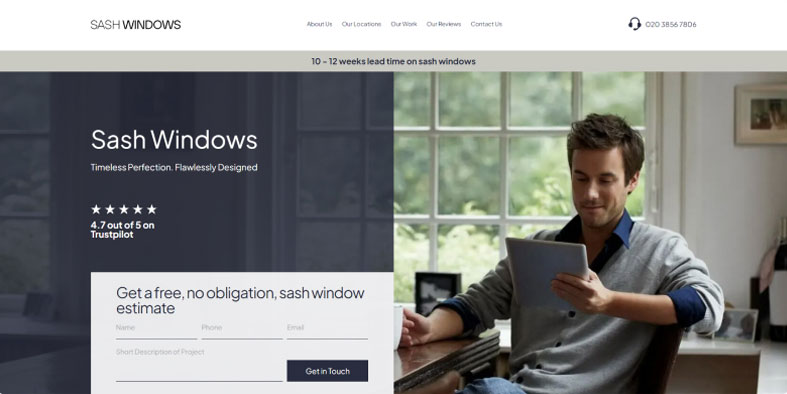 SASH WINDOWS
About Us Our Locations Our Work Our Reviews Contact Us
020 3856 7806
10 - 12 weeks lead time on sash windows
Sash Windows
Timeless Perfection. Flawlessly Designed
4.7 out of 5 on
Trustpilot
Get a free, no obligation, sash window
estimate
Name
Phone
Email
Short Description of Project
Get in Touch